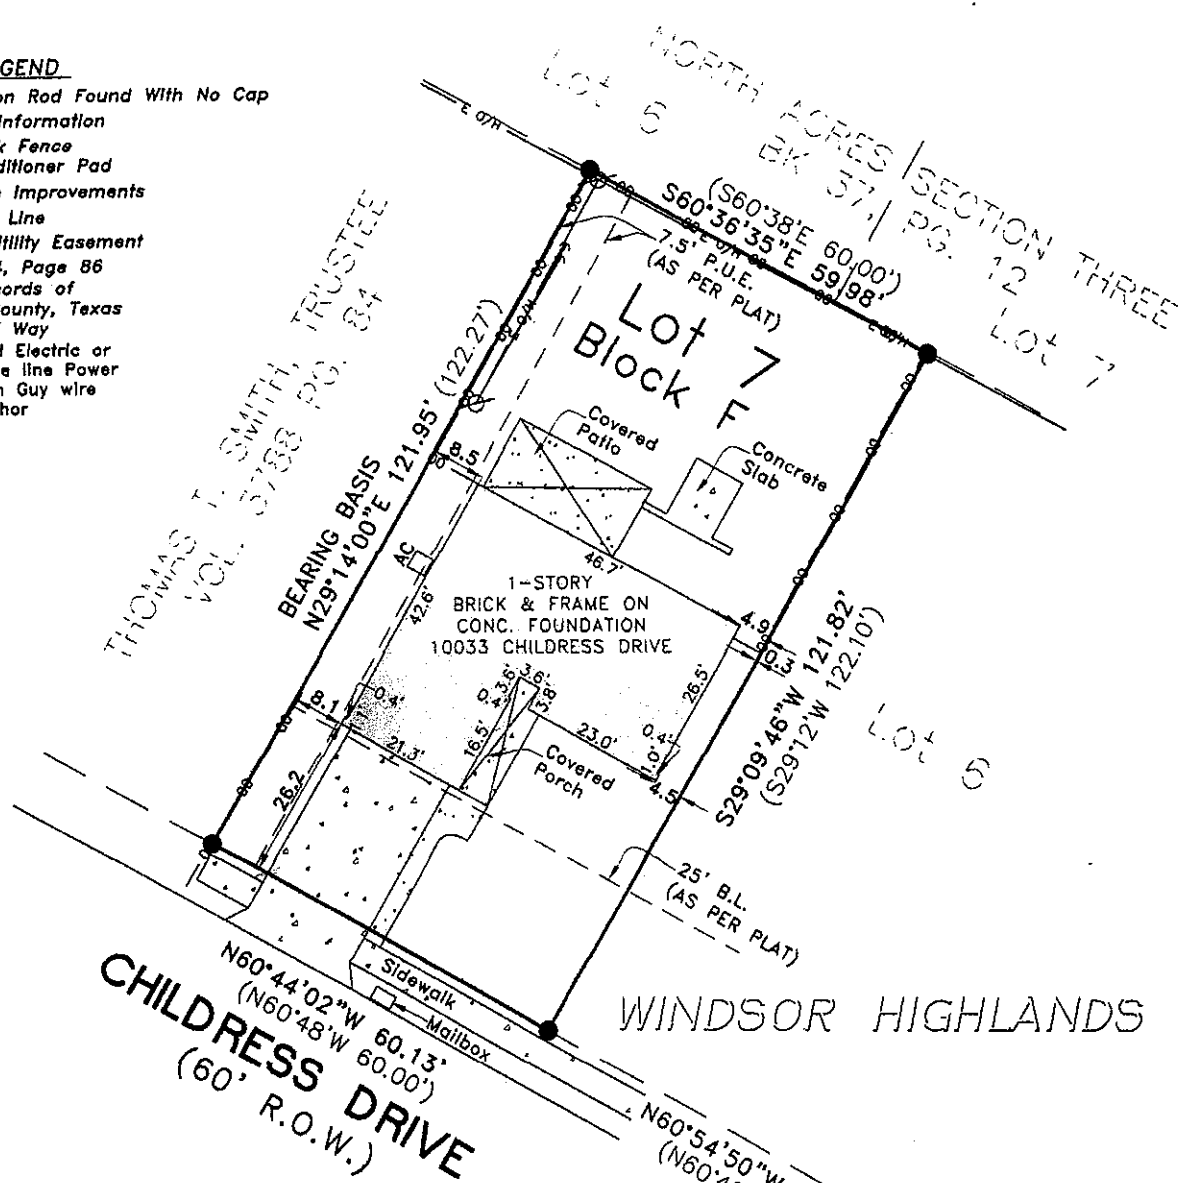 GEND
on Rod Found With No Cap
Information
k Fence
ditioner Pad
Improvements
Line
tility Easement
, Page 86
cords of
ounty, Texas
Way
d Electric or
e line Power
h Guy wire
hor
NORTH ACRES SECTION THREE
BK 37, PG. 12
Lot 6
Lot 7
E O/H
(S60°38'E 60.00')
S60°36'35"E 59.98'
E O/H
E O/H
7.5' P.U.E.
(AS PER PLAT)
Lot 7
Block F
THOMAS T. SMITH, TRUSTEE
VOL. 3788 PG. 84
BEARING BASIS
N29°14'00"E 121.95' (122.27')
E O/H
8.5
Covered
Patio
Concrete
Slab
AC
42.6'
46.7'
1-STORY
BRICK & FRAME ON
CONC. FOUNDATION
10033 CHILDRESS DRIVE
4.9
0.3
26.5'
S29°09'46"W 121.82'
(S29°12'W 122.10')
Lot 6
8.1
0.4'
21.3'
0.4'
3.6'
3.6'
3.8'
16.5'
23.0'
0.4'
1.0'
4.5
Covered
Porch
26.2
25' B.L.
(AS PER PLAT)
Sidewalk
Mailbox
N60°44'02"W 60.13'
(N60°48'W 60.00')
CHILDRESS DRIVE
(60' R.O.W.)
WINDSOR HIGHLANDS
N60°54'50"W